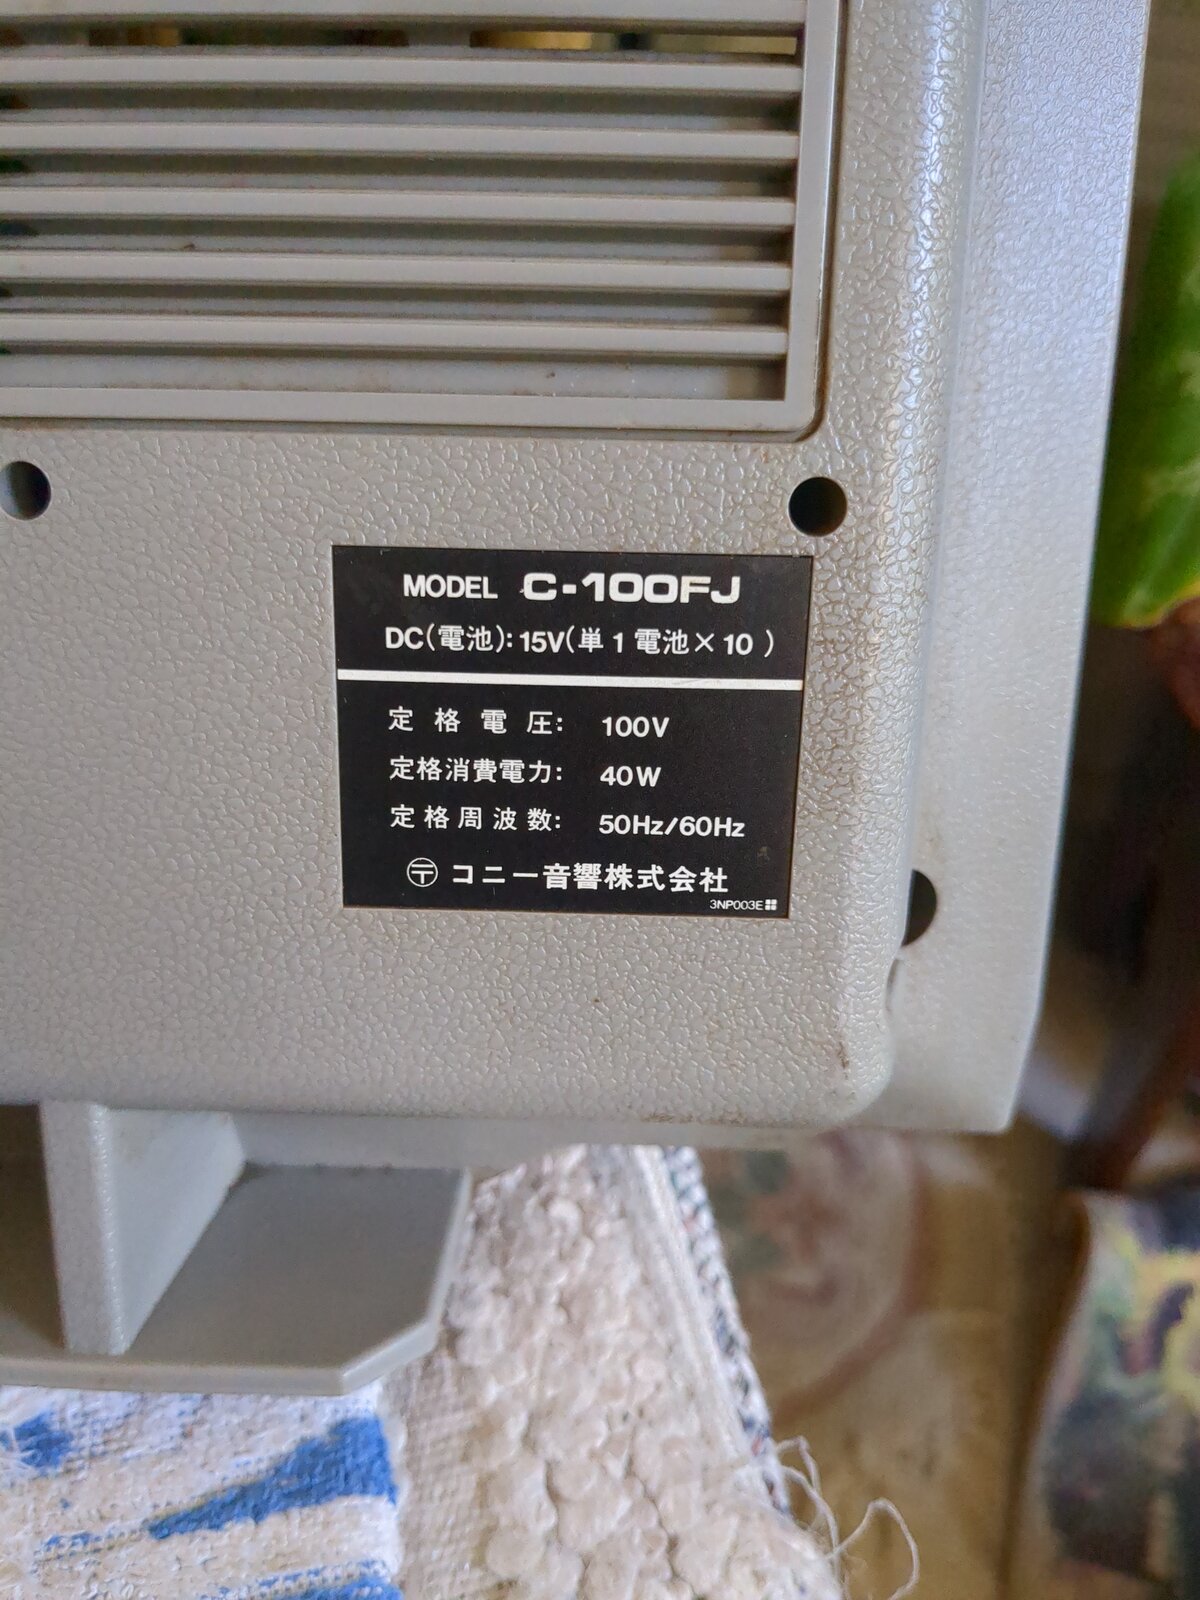 MODEL C-100FJ
DC(電池):15V(単1電池×10)
定格電圧: 100V
定格消費電力: 40W
定格周波数: 50Hz/60Hz
〒 コニー音響株式会社
3NP003E